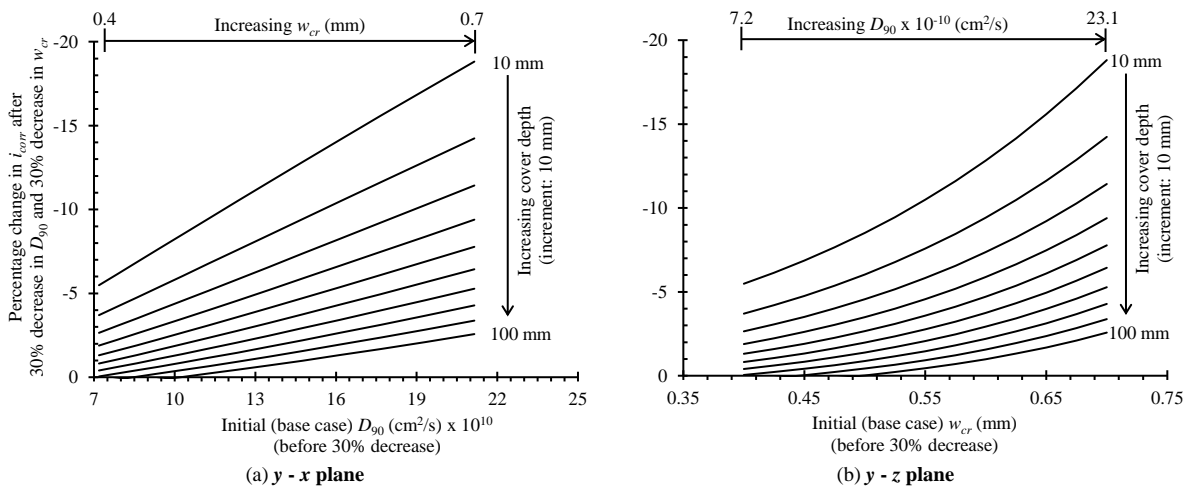 0.4
Increasing w_cr (mm)
0.7
-20
-15
-10
-5
0
Percentage change in i_corr after
30% decrease in D_90 and 30% decrease in w_cr
10 mm
Increasing cover depth
(increment: 10 mm)
100 mm
7 10 13 16 19 22 25
Initial (base case) D_90 (cm²/s) x 10¹⁰
(before 30% decrease)
(a) y - x plane
7.2
Increasing D_90 x 10⁻¹⁰ (cm²/s)
23.1
-20
-15
-10
-5
0
10 mm
Increasing cover depth
(increment: 10 mm)
100 mm
0.35 0.45 0.55 0.65 0.75
Initial (base case) w_cr (mm)
(before 30% decrease)
(b) y - z plane